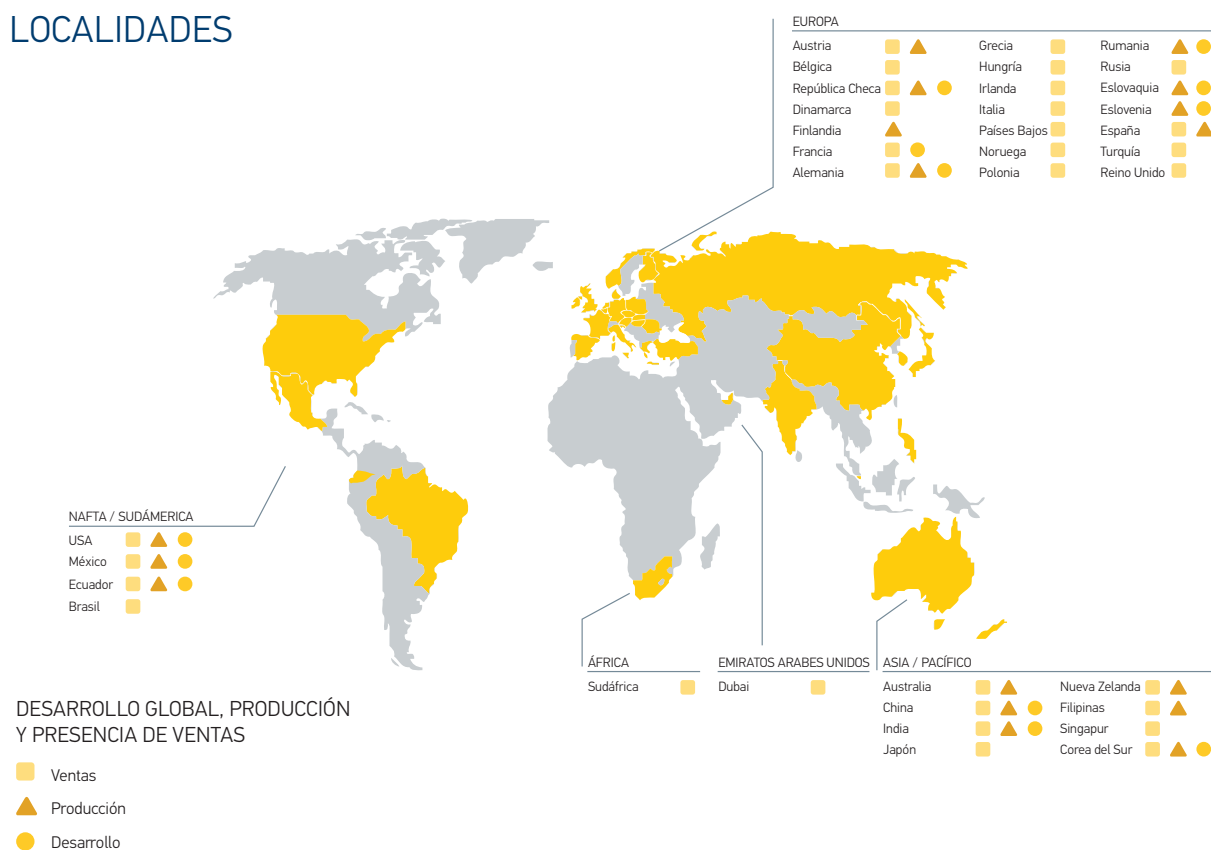 LOCALIDADES
EUROPA
Austria
Bélgica
República Checa
Dinamarca
Finlandia
Francia
Alemania
Grecia
Hungría
Irlanda
Italia
Países Bajos
Noruega
Polonia
Rumania
Rusia
Eslovaquia
Eslovenia
España
Turquía
Reino Unido
NAFTA / SUDÁMERICA
USA
México
Ecuador
Brasil
ÁFRICA
Sudáfrica
EMIRATOS ARABES UNIDOS
Dubai
ASIA / PACÍFICO
Australia
China
India
Japón
Nueva Zelanda
Filipinas
Singapur
Corea del Sur
DESARROLLO GLOBAL, PRODUCCIÓN
Y PRESENCIA DE VENTAS
Ventas
Producción
Desarrollo